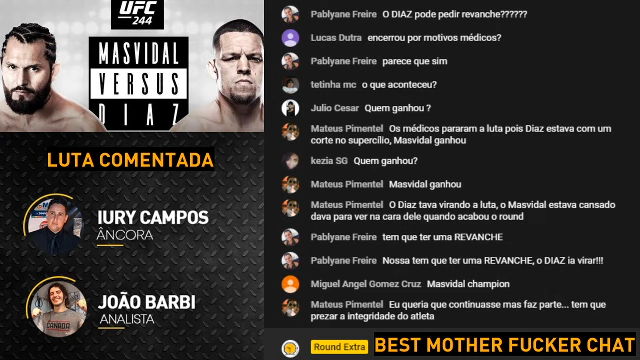 UFC
244
MASVIDAL
VERSUS
DIAZ
LUTA COMENTADA
IURY CAMPOS
ÂNCORA
JOÃO BARBI
ANALISTA
CANADA
Pablyane Freire O DIAZ pode pedir revanche??????
Lucas Dutra encerrou por motivos médicos?
Pablyane Freire parece que sim
tetinha mc o que aconteceu?
Julio Cesar Quem ganhou ?
Mateus Pimentel Os médicos pararam a luta pois Diaz estava com um
corte no supercílio, Masvidal ganhou
kezia SG Quem ganhou?
Mateus Pimentel Masvidal ganhou
Mateus Pimentel O Diaz tava virando a luta, o Masvidal estava cansado
dava para ver na cara dele quando acabou o round
Pablyane Freire tem que ter uma REVANCHE
Pablyane Freire Nossa tem que ter uma REVANCHE, o DIAZ ia virar!!!
Miguel Angel Gomez Cruz Masvidal champion
Mateus Pimentel Eu queria que continuasse mas faz parte... tem que
prezar a integridade do atleta
Round Extra BEST MOTHER FUCKER CHAT